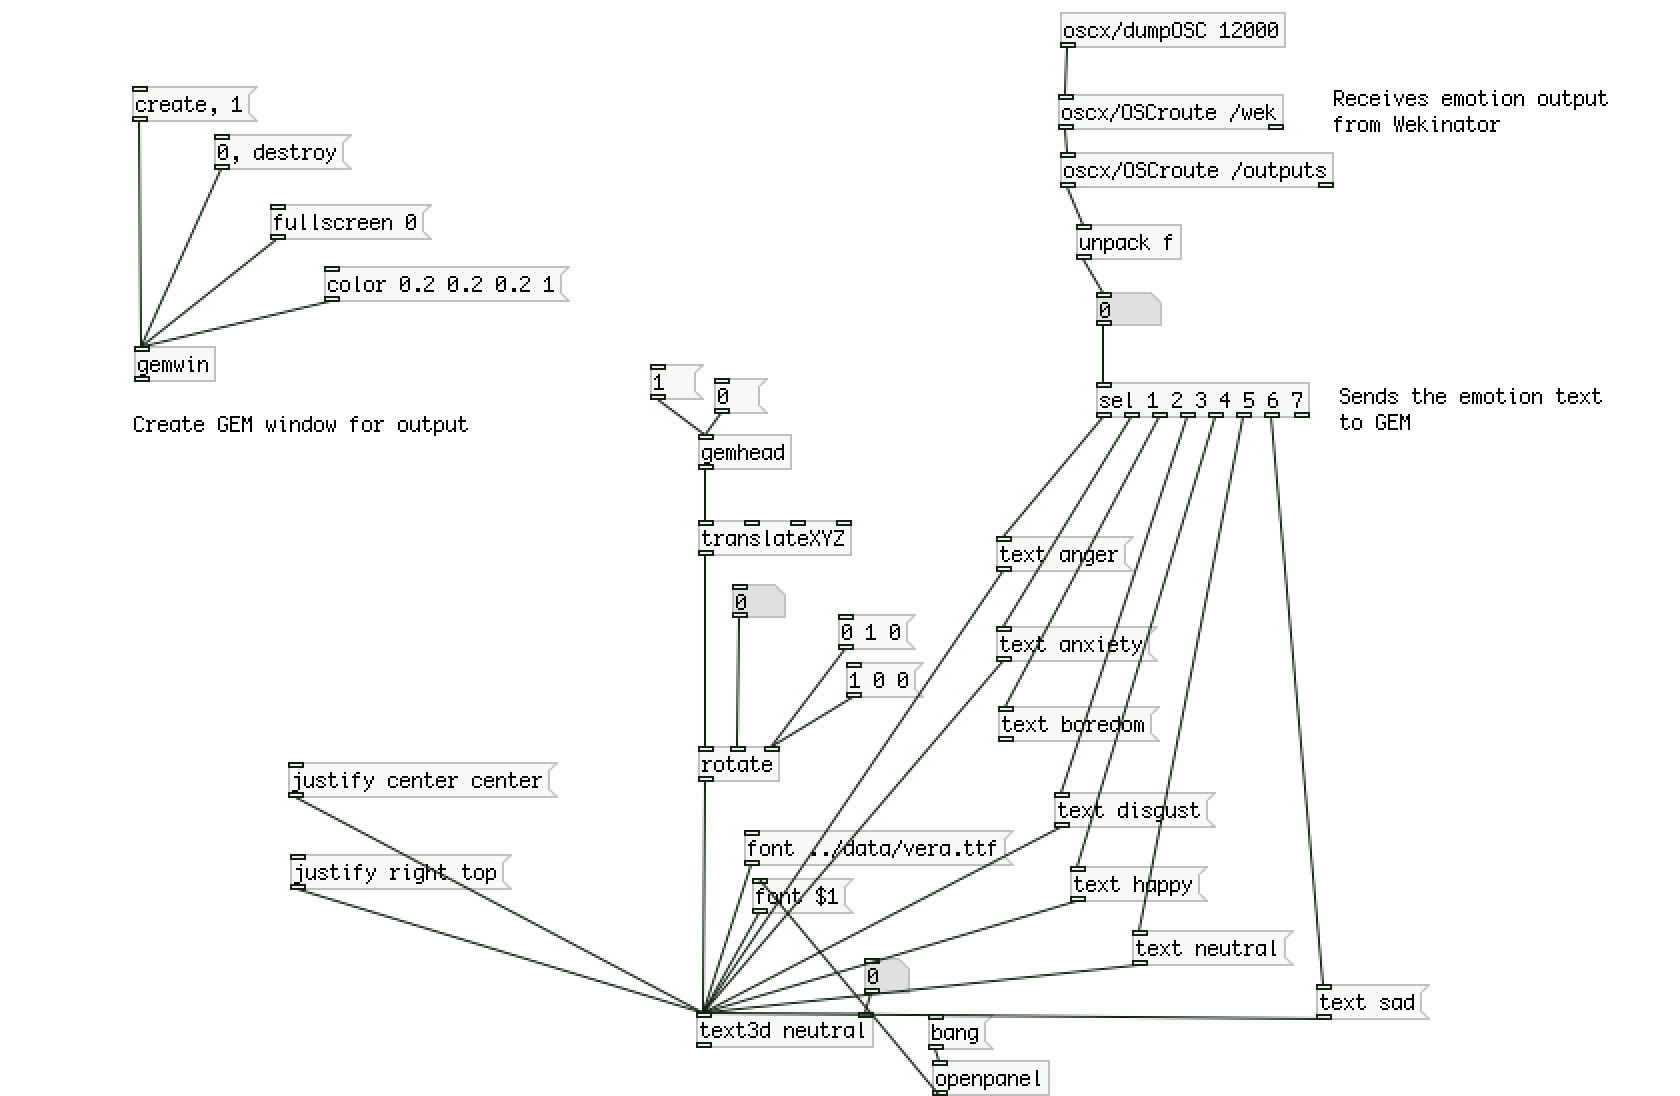 oscx/dumpOSC 12000
create, 1
oscx/OSCroute /wek
Receives emotion output
from Wekinator
0, destroy
oscx/OSCroute /outputs
fullscreen 0
unpack f
color 0.2 0.2 0.2 1
0
gemwin
1
0
sel 1 2 3 4 5 6 7
Sends the emotion text
to GEM
Create GEM window for output
gemhead
translateXYZ
text anger
0
0 1 0
text anxiety
1 0 0
text boredom
rotate
justify center center
text disgust
font ../data/vera.ttf
justify right top
text happy
font $1
text neutral
0
text sad
text3d neutral
bang
openpanel